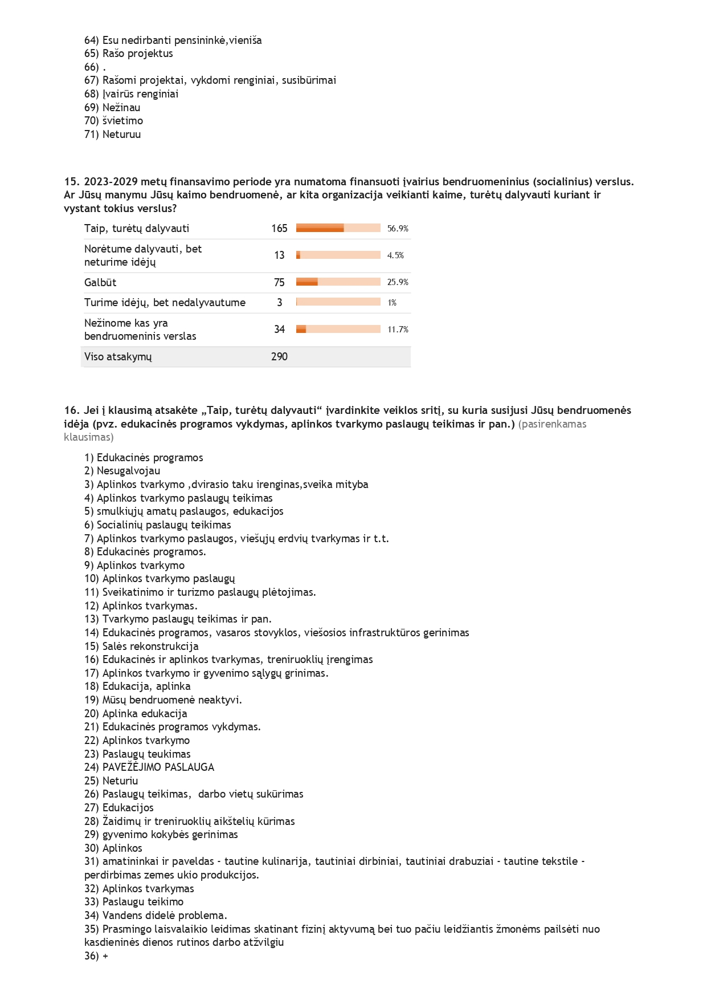 64) Esu nedirbanti pensininkė,vieniša
65) Rašo projektus
66) .
67) Rašomi projektai, vykdomi renginiai, susibūrimai
68) Įvairūs renginiai
69) Nežinau
70) švietimo
71) Neturuu
15. 2023-2029 metų finansavimo periode yra numatoma finansuoti įvairius bendruomeninius (socialinius) verslus.
Ar Jūsų manymu Jūsų kaimo bendruomenė, ar kita organizacija veikianti kaime, turėtų dalyvauti kuriant ir
vystant tokius verslus?
Taip, turėtų dalyvauti 165 56.9%
Norėtume dalyvauti, bet
neturime idėjų 13 4.5%
Galbūt 75 25.9%
Turime idėjų, bet nedalyvautume 3 1%
Nežinome kas yra
bendruomeninis verslas 34 11.7%
Viso atsakymų 290
16. Jei į klausimą atsakėte „Taip, turėtų dalyvauti“ įvardinkite veiklos sritį, su kuria susijusi Jūsų bendruomenės
idėja (pvz. edukacinės programos vykdymas, aplinkos tvarkymo paslaugų teikimas ir pan.) (pasirenkamas
klausimas)
1) Edukacinės programos
2) Nesugalvojau
3) Aplinkos tvarkymo ,dvirasio taku irenginas,sveika mityba
4) Aplinkos tvarkymo paslaugų teikimas
5) smulkiųjų amatų paslaugos, edukacijos
6) Socialinių paslaugų teikimas
7) Aplinkos tvarkymo paslaugos, viešųjų erdvių tvarkymas ir t.t.
8) Edukacinės programos.
9) Aplinkos tvarkymo
10) Aplinkos tvarkymo paslaugų
11) Sveikatinimo ir turizmo paslaugų plėtojimas.
12) Aplinkos tvarkymas.
13) Tvarkymo paslaugų teikimas ir pan.
14) Edukacinės programos, vasaros stovyklos, viešosios infrastruktūros gerinimas
15) Salės rekonstrukcija
16) Edukacinės ir aplinkos tvarkymas, treniruoklių įrengimas
17) Aplinkos tvarkymo ir gyvenimo sąlygų grinimas.
18) Edukacija, aplinka
19) Mūsų bendruomenė neaktyvi.
20) Aplinka edukacija
21) Edukacinės programos vykdymas.
22) Aplinkos tvarkymo
23) Paslaugų teukimas
24) PAVEŽĖJIMO PASLAUGA
25) Neturiu
26) Paslaugų teikimas,  darbo vietų sukūrimas
27) Edukacijos
28) Žaidimų ir treniruoklių aikštelių kūrimas
29) gyvenimo kokybės gerinimas
30) Aplinkos
31) amatininkai ir paveldas - tautine kulinarija, tautiniai dirbiniai, tautiniai drabuziai - tautine tekstile -
perdirbimas zemes ukio produkcijos.
32) Aplinkos tvarkymas
33) Paslaugu teikimo
34) Vandens didelė problema.
35) Prasmingo laisvalaikio leidimas skatinant fizinį aktyvumą bei tuo pačiu leidžiantis žmonėms pailsėti nuo
kasdieninės dienos rutinos darbo atžvilgiu
36) +